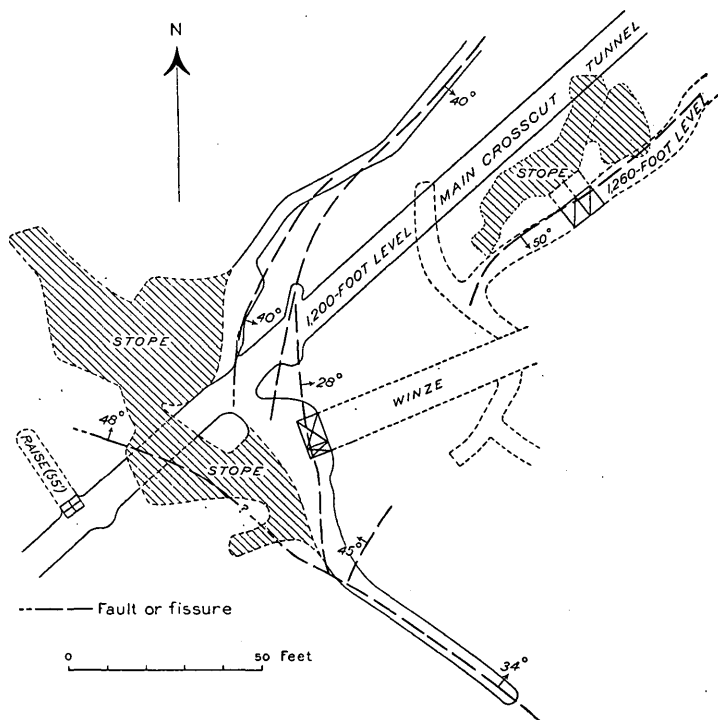 N
40°
MAIN CROSSCUT TUNNEL
STOPE
1,260-FOOT LEVEL
50°
1,200-FOOT LEVEL
40°
STOPE
28°
WINZE
48°
RAISE (55')
STOPE
?
45°
34°
Fault or fissure
0 50 Feet